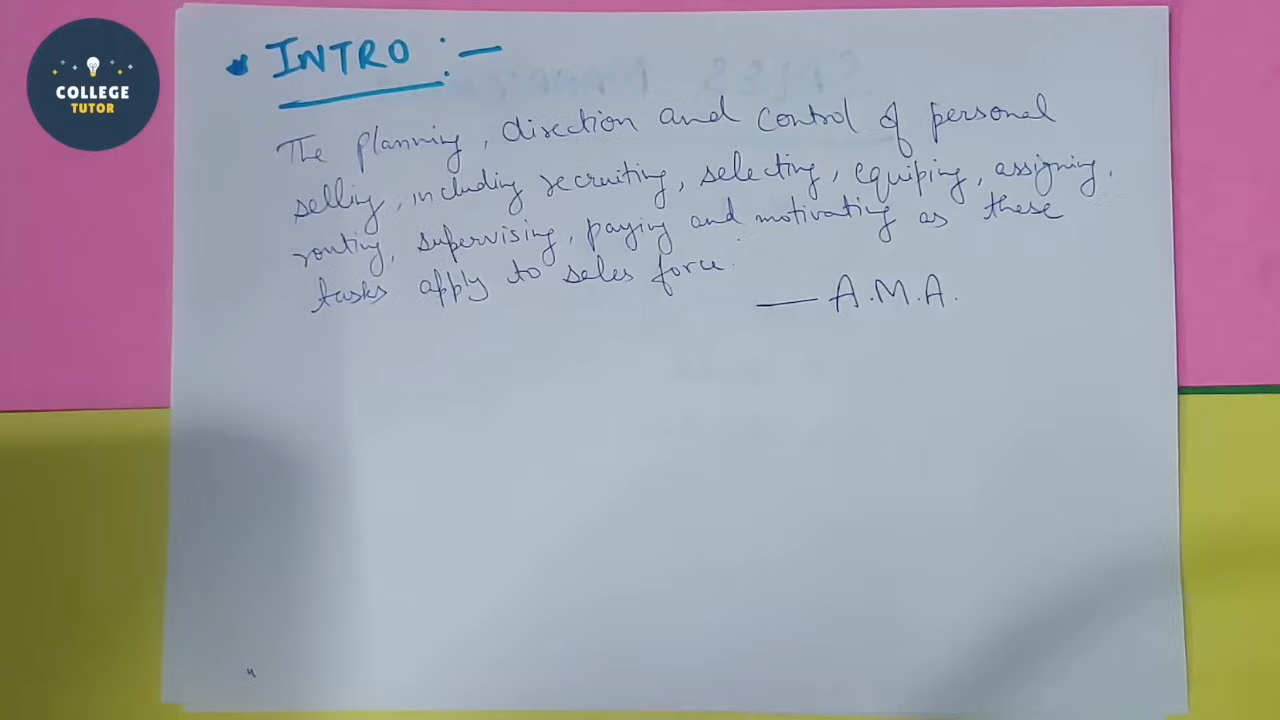 COLLEGE
TUTOR
• INTRO :-
The planning, direction and control of personal
selling, including recruiting, selecting, equiping, assigning,
routing, supervising, paying and motivating as these
tasks apply to sales force.
— A.M.A.